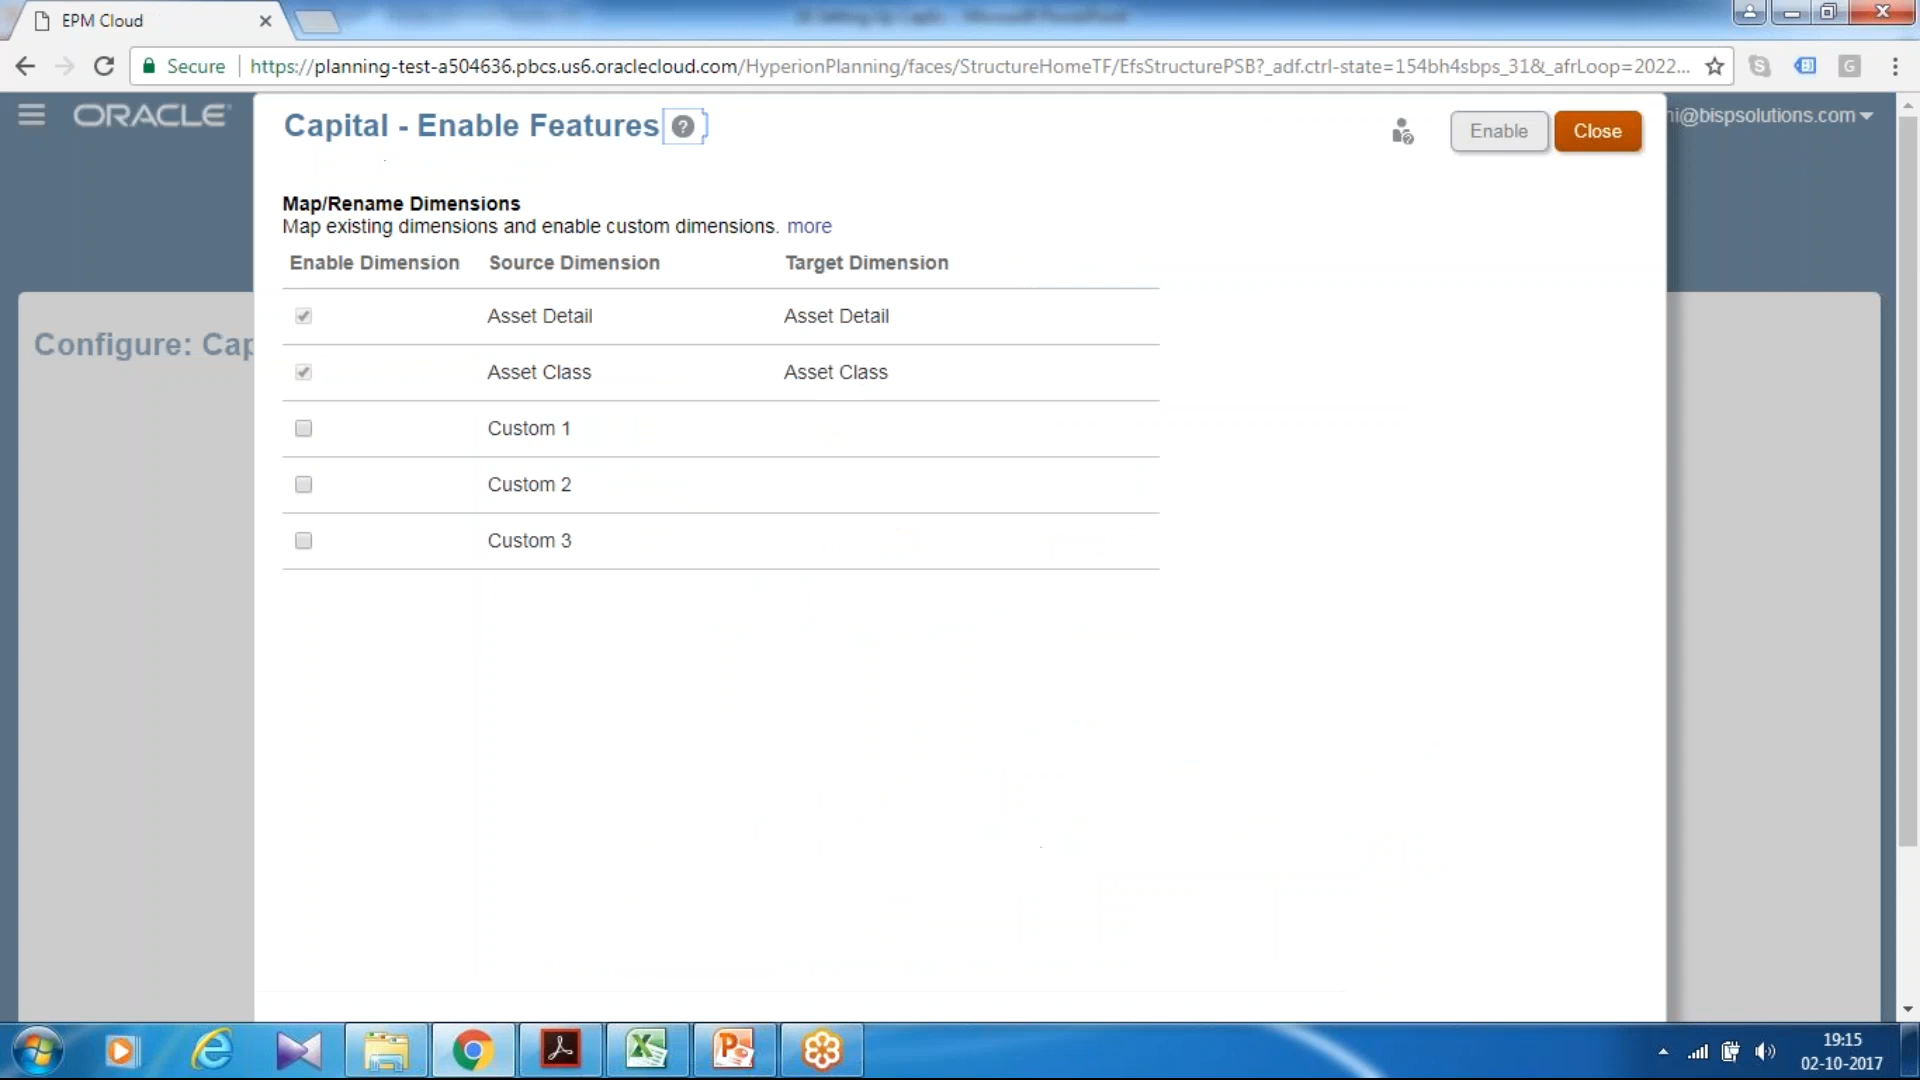 EPM Cloud
Secure
https://planning-test-a504636.pbcs.us6.oraclecloud.com/HyperionPlanning/faces/StructureHomeTF/EfsStructurePSB?_adf.ctrl-state=154bh4sbps_31&_afrLoop=2022...
ORACLE
Capital - Enable Features
Enable
Close
ni@bispsolutions.com
Map/Rename Dimensions
Map existing dimensions and enable custom dimensions. more
Enable Dimension Source Dimension Target Dimension
Asset Detail Asset Detail
Configure: Cap
Asset Class Asset Class
Custom 1
Custom 2
Custom 3
19:15
02-10-2017